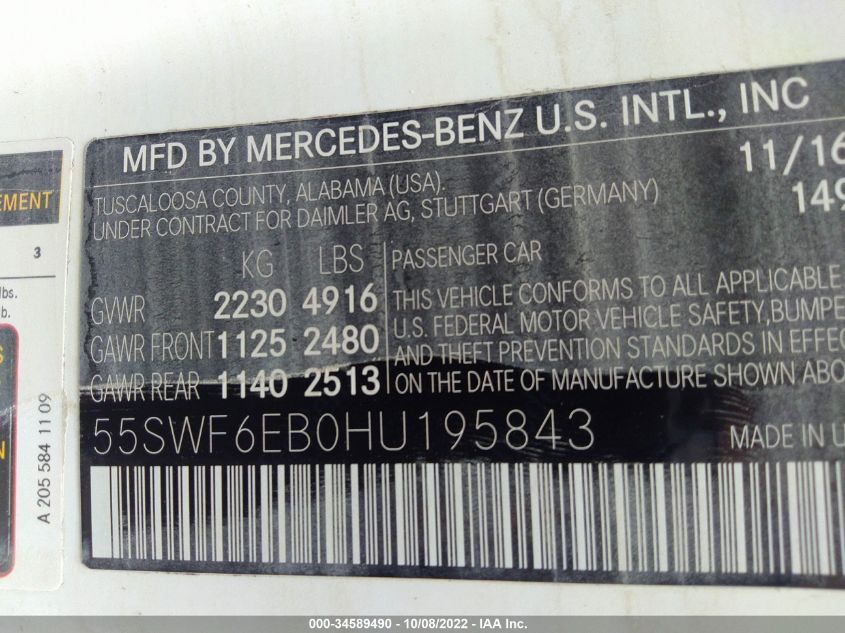 MFD BY MERCEDES-BENZ U.S. INTL., INC
TUSCALOOSA COUNTY, ALABAMA (USA). 11/16
UNDER CONTRACT FOR DAIMLER AG, STUTTGART (GERMANY) 149
KG LBS PASSENGER CAR
GVWR 2230 4916 THIS VEHICLE CONFORMS TO ALL APPLICABLE
GAWR FRONT 1125 2480 U.S. FEDERAL MOTOR VEHICLE SAFETY, BUMPE
AND THEFT PREVENTION STANDARDS IN EFFEC
GAWR REAR 1140 2513 ON THE DATE OF MANUFACTURE SHOWN ABO
55SWF6EB0HU195843 MADE IN U
EMENT
3
lbs.
b.
S
A 205 584 11 09
000-34589490 - 10/08/2022 - IAA Inc.